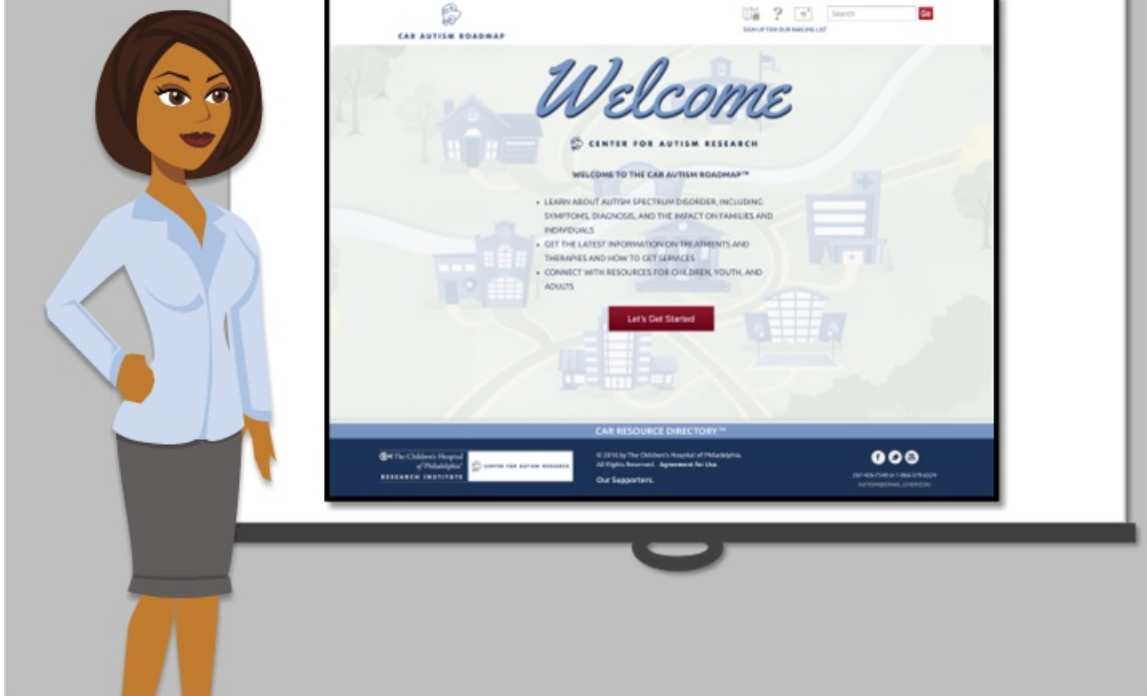 CAR AUTISM ROADMAP
Search
Go
SIGN UP FOR OUR MAILING LIST
Welcome
CENTER FOR AUTISM RESEARCH
WELCOME TO THE CAR AUTISM ROADMAP™
• LEARN ABOUT AUTISM SPECTRUM DISORDER, INCLUDING
SYMPTOMS, DIAGNOSIS, AND THE IMPACT ON FAMILIES AND
INDIVIDUALS
• GET THE LATEST INFORMATION ON TREATMENTS AND
THERAPIES AND HOW TO GET SERVICES
• CONNECT WITH RESOURCES FOR CHILDREN, YOUTH, AND
ADULTS
Let's Get Started
CAR RESOURCE DIRECTORY™
The Children's Hospital
of Philadelphia®
RESEARCH INSTITUTE
CENTER FOR AUTISM RESEARCH
© 2016 by The Children's Hospital of Philadelphia.
All Rights Reserved. Agreement for Use.
Our Supporters.